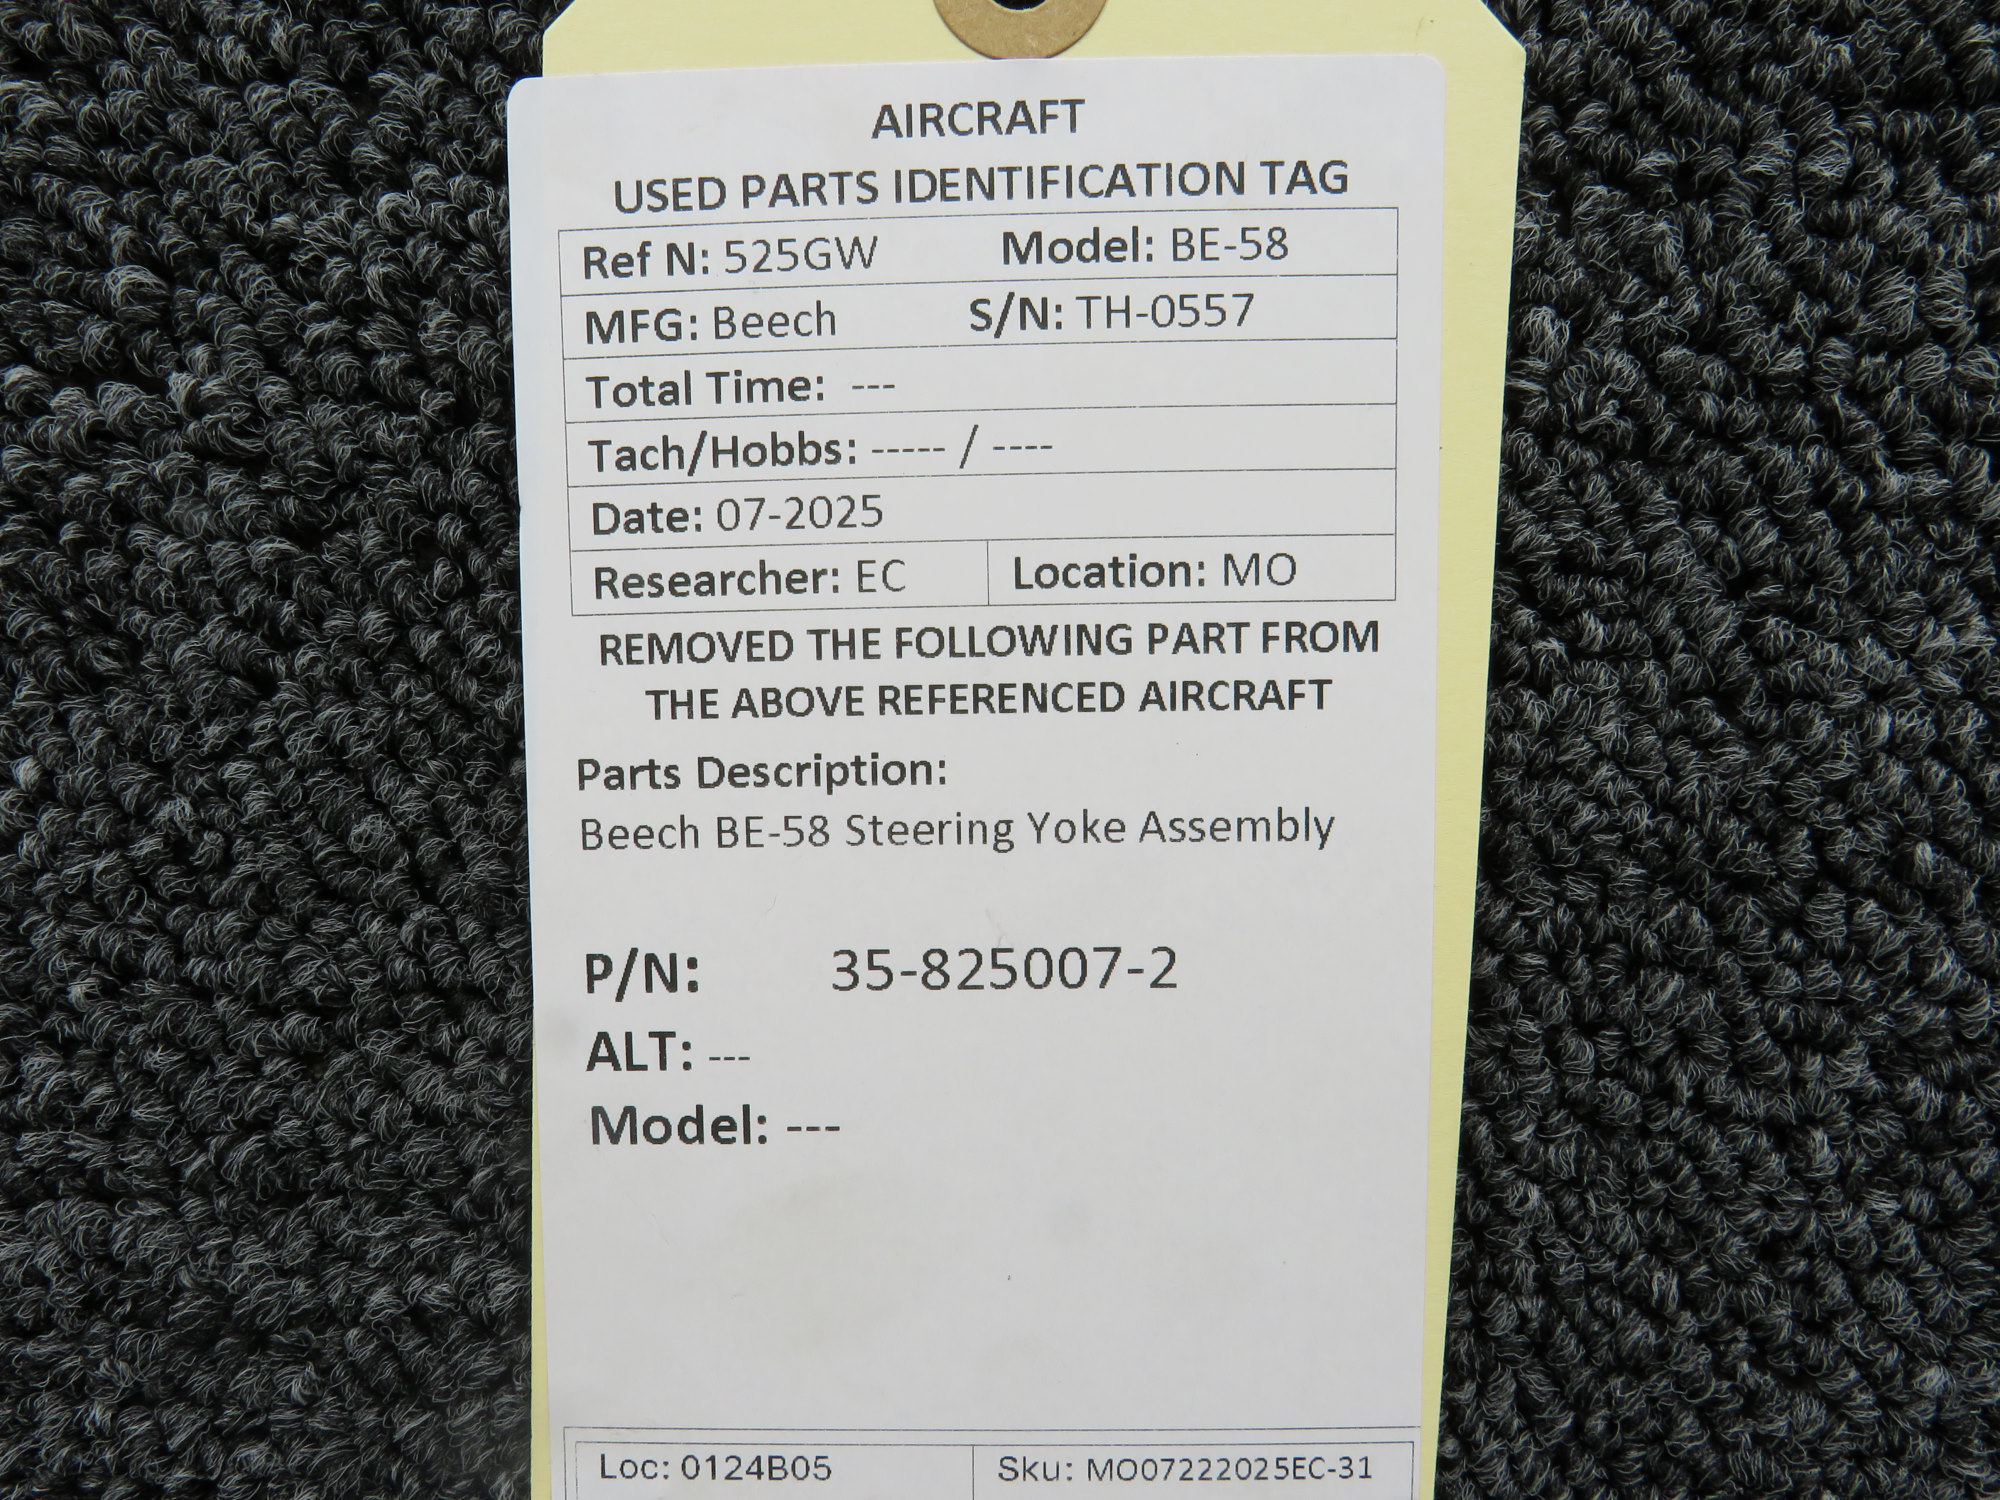 AIRCRAFT
USED PARTS IDENTIFICATION TAG
Ref N: 525GW Model: BE-58
MFG: Beech S/N: TH-0557
Total Time: ---
Tach/Hobbs: ----- / ----
Date: 07-2025
Researcher: EC Location: MO
REMOVED THE FOLLOWING PART FROM
THE ABOVE REFERENCED AIRCRAFT
Parts Description:
Beech BE-58 Steering Yoke Assembly
P/N: 35-825007-2
ALT: ---
Model: ---
Loc: 0124B05 Sku: MO07222025EC-31